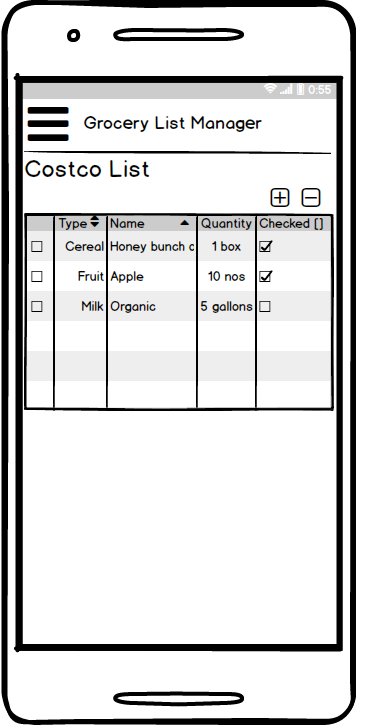 0:55
Grocery List Manager
Costco List
Type Name Quantity Checked []
Cereal Honey bunch c 1 box
Fruit Apple 10 nos
Milk Organic 5 gallons